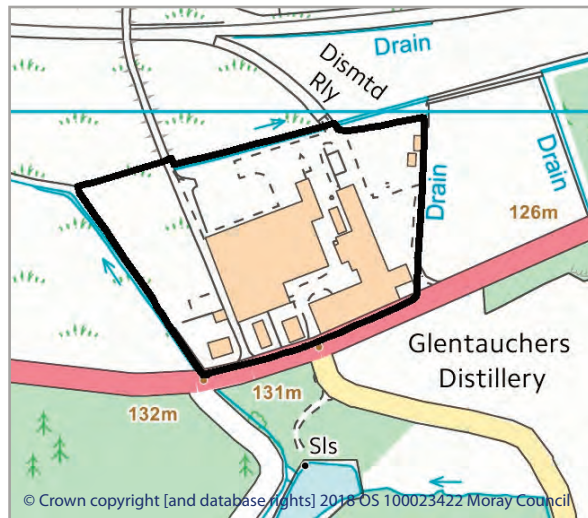 Drain
Dismtd
Rly
Drain
Drain
126m
Glentauchers
Distillery
131m
132m
Sls
© Crown copyright [and database rights] 2018 OS 100023422 Moray Council